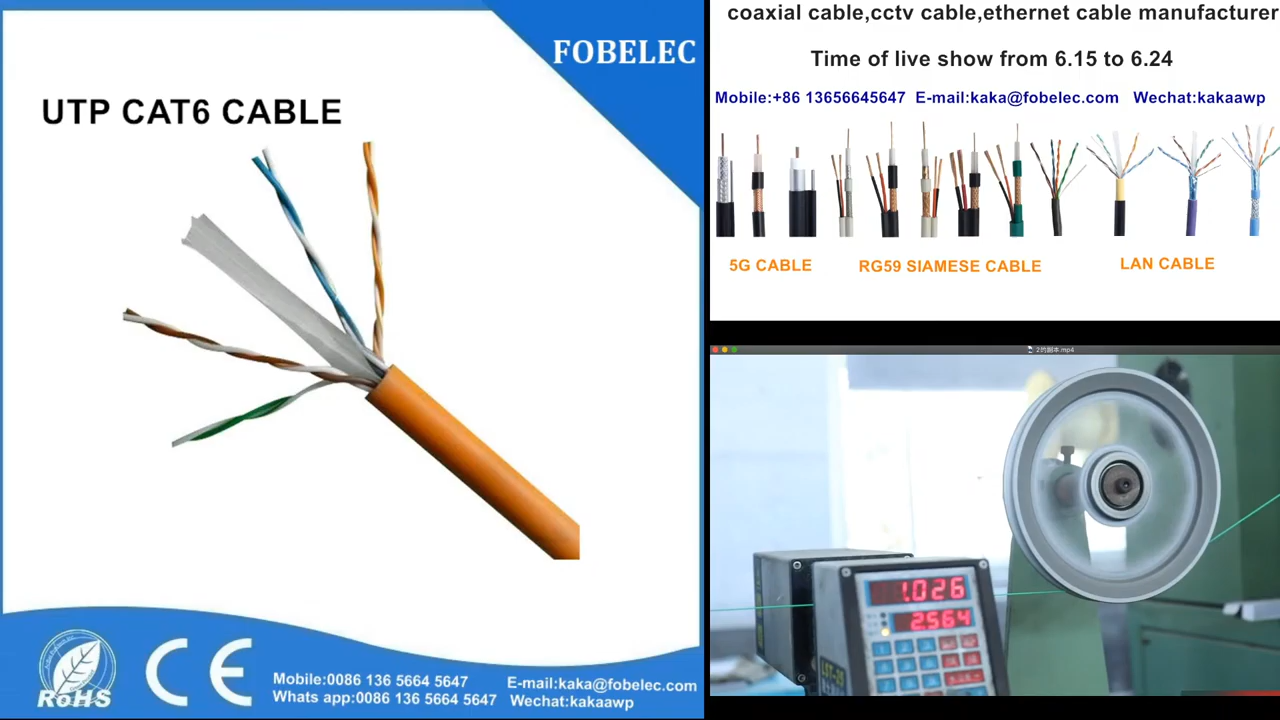 FOBELEC
UTP CAT6 CABLE
RoHS
CE
Mobile:0086 136 5664 5647
Whats app:0086 136 5664 5647
E-mail:kaka@fobelec.com
Wechat:kakaawp
coaxial cable,cctv cable,ethernet cable manufacturer
Time of live show from 6.15 to 6.24
Mobile:+86 13656645647 E-mail:kaka@fobelec.com Wechat:kakaawp
5G CABLE
RG59 SIAMESE CABLE
LAN CABLE
1.026
2.564